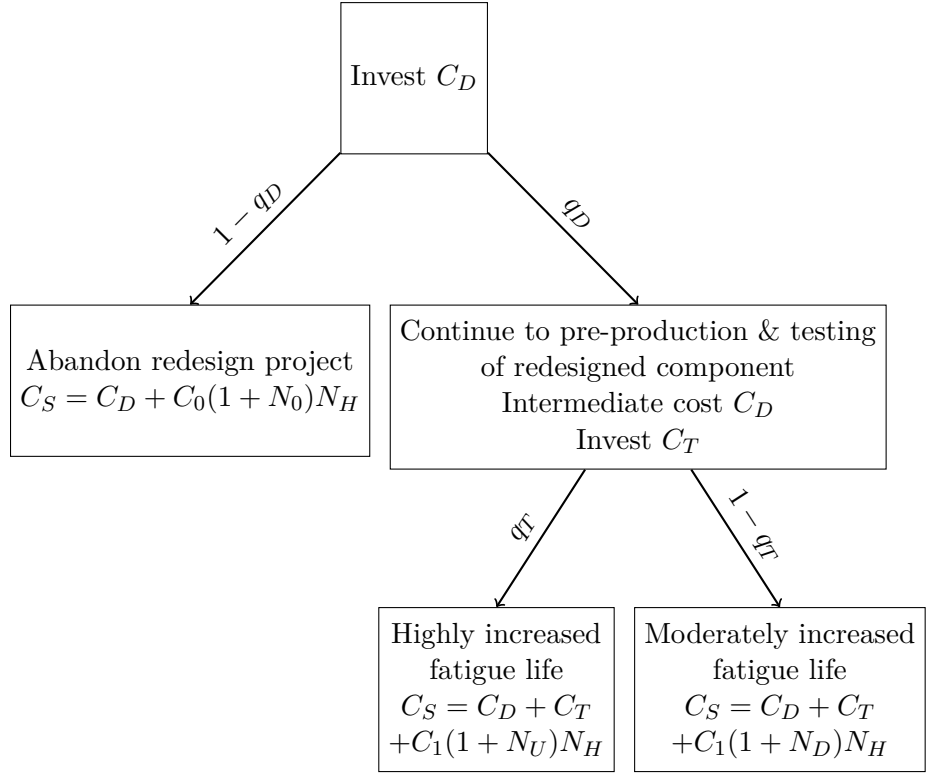 Invest C_D
1 − q_D
q_D
Abandon redesign project
C_S = C_D + C_0(1 + N_0)N_H
Continue to pre-production & testing
of redesigned component
Intermediate cost C_D
Invest C_T
q_T
1 − q_T
Highly increased
fatigue life
C_S = C_D + C_T
+C_1(1 + N_U)N_H
Moderately increased
fatigue life
C_S = C_D + C_T
+C_1(1 + N_D)N_H